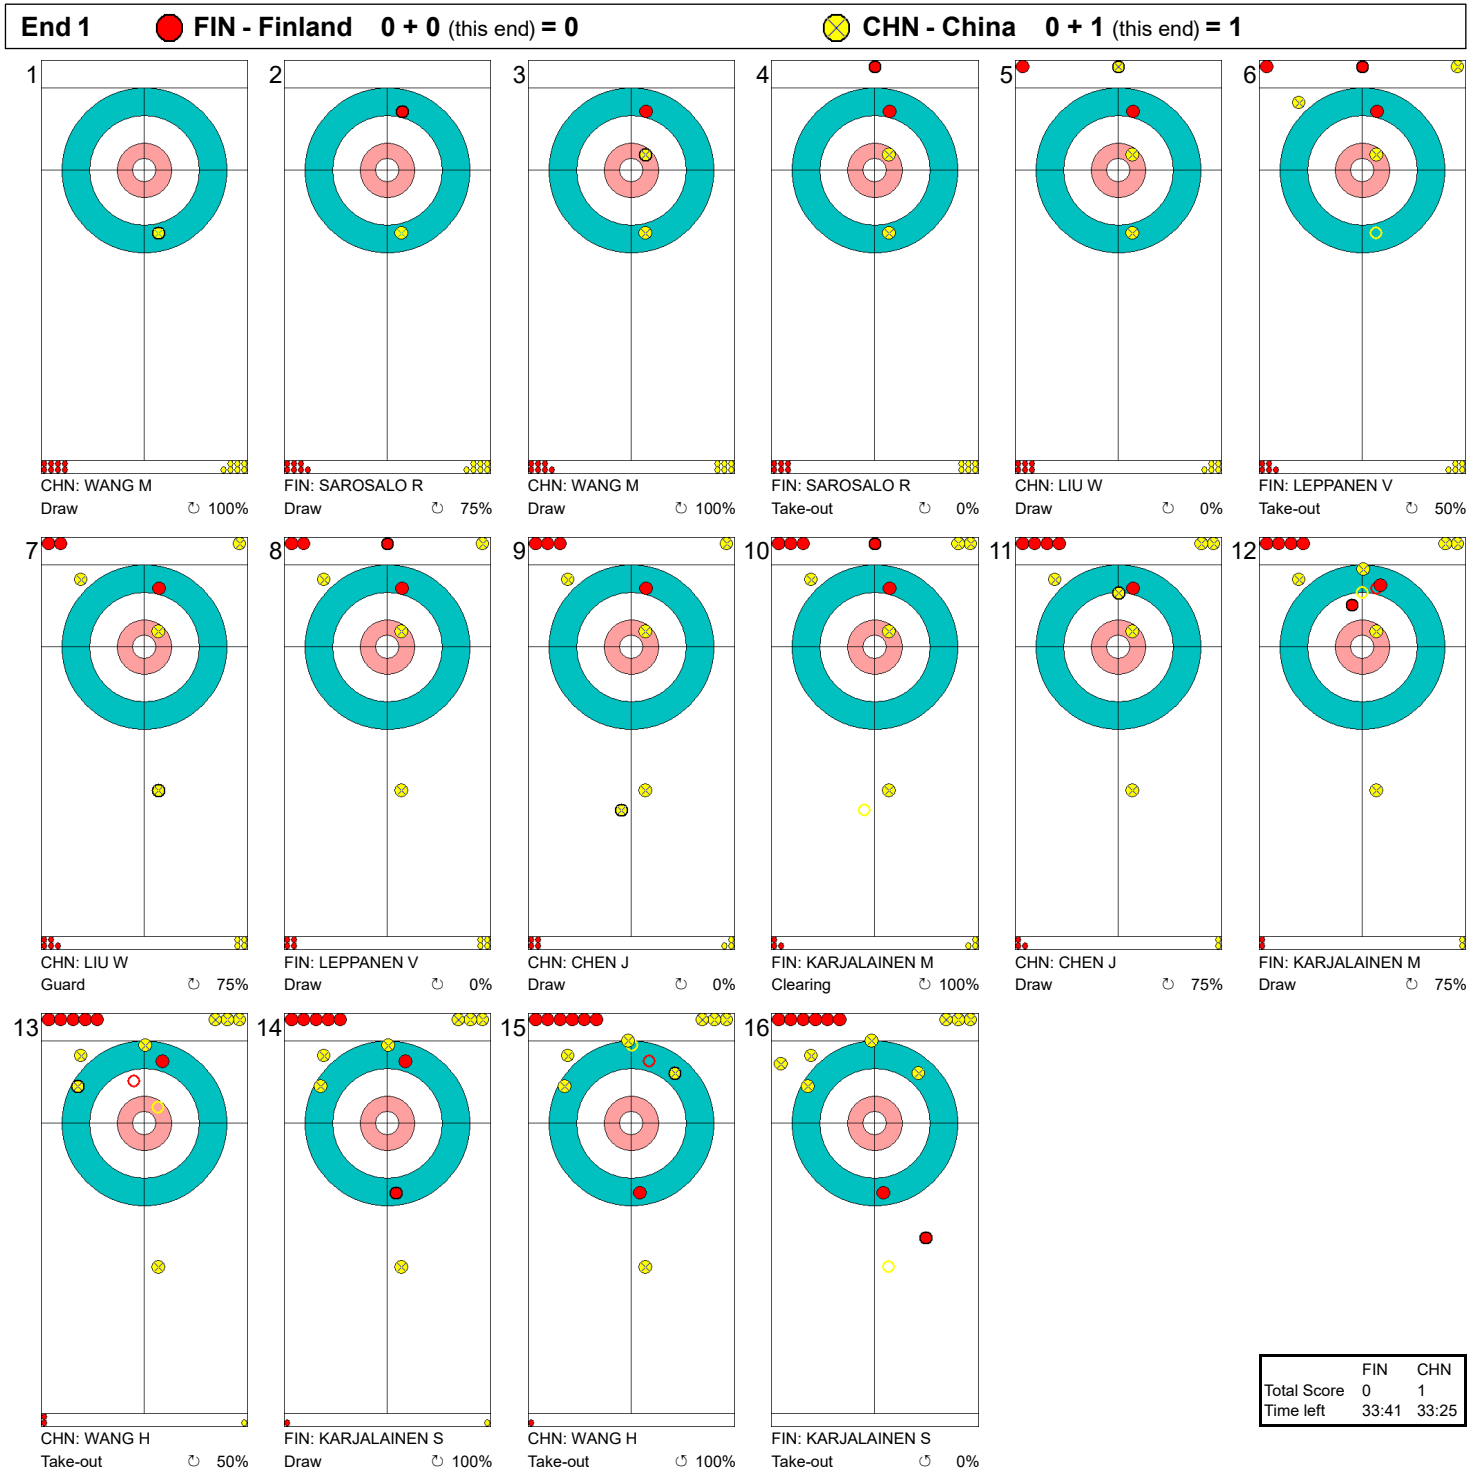 End 1 FIN - Finland 0 + 0 (this end) = 0 CHN - China 0 + 1 (this end) = 1
1 2 3 4 5 6
CHN: WANG M FIN: SAROSALO R CHN: WANG M FIN: SAROSALO R CHN: LIU W FIN: LEPPANEN V
Draw ↻ 100% Draw ↻ 75% Draw ↻ 100% Take-out ↻ 0% Draw ↻ 0% Take-out ↻ 50%
7 8 9 10 11 12
CHN: LIU W FIN: LEPPANEN V CHN: CHEN J FIN: KARJALAINEN M CHN: CHEN J FIN: KARJALAINEN M
Guard ↻ 75% Draw ↻ 0% Draw ↻ 0% Clearing ↻ 100% Draw ↻ 75% Draw ↻ 75%
13 14 15 16
FIN CHN
Total Score 0 1
Time left 33:41 33:25
CHN: WANG H FIN: KARJALAINEN S CHN: WANG H FIN: KARJALAINEN S
Take-out ↻ 50% Draw ↺ 100% Take-out ↻ 100% Take-out ↺ 0%